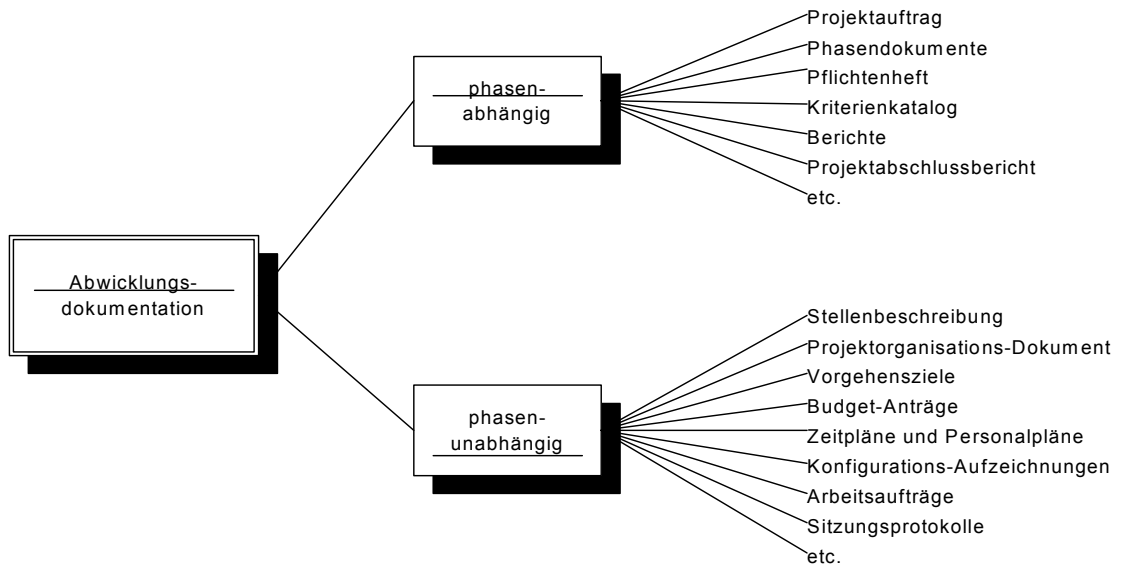 Abwicklungs-
dokumentation
phasen-
abhängig
Projektauftrag
Phasendokumente
Pflichtenheft
Kriterienkatalog
Berichte
Projektabschlussbericht
etc.
phasen-
unabhängig
Stellenbeschreibung
Projektorganisations-Dokument
Vorgehensziele
Budget-Anträge
Zeitpläne und Personalpläne
Konfigurations-Aufzeichnungen
Arbeitsaufträge
Sitzungsprotokolle
etc.